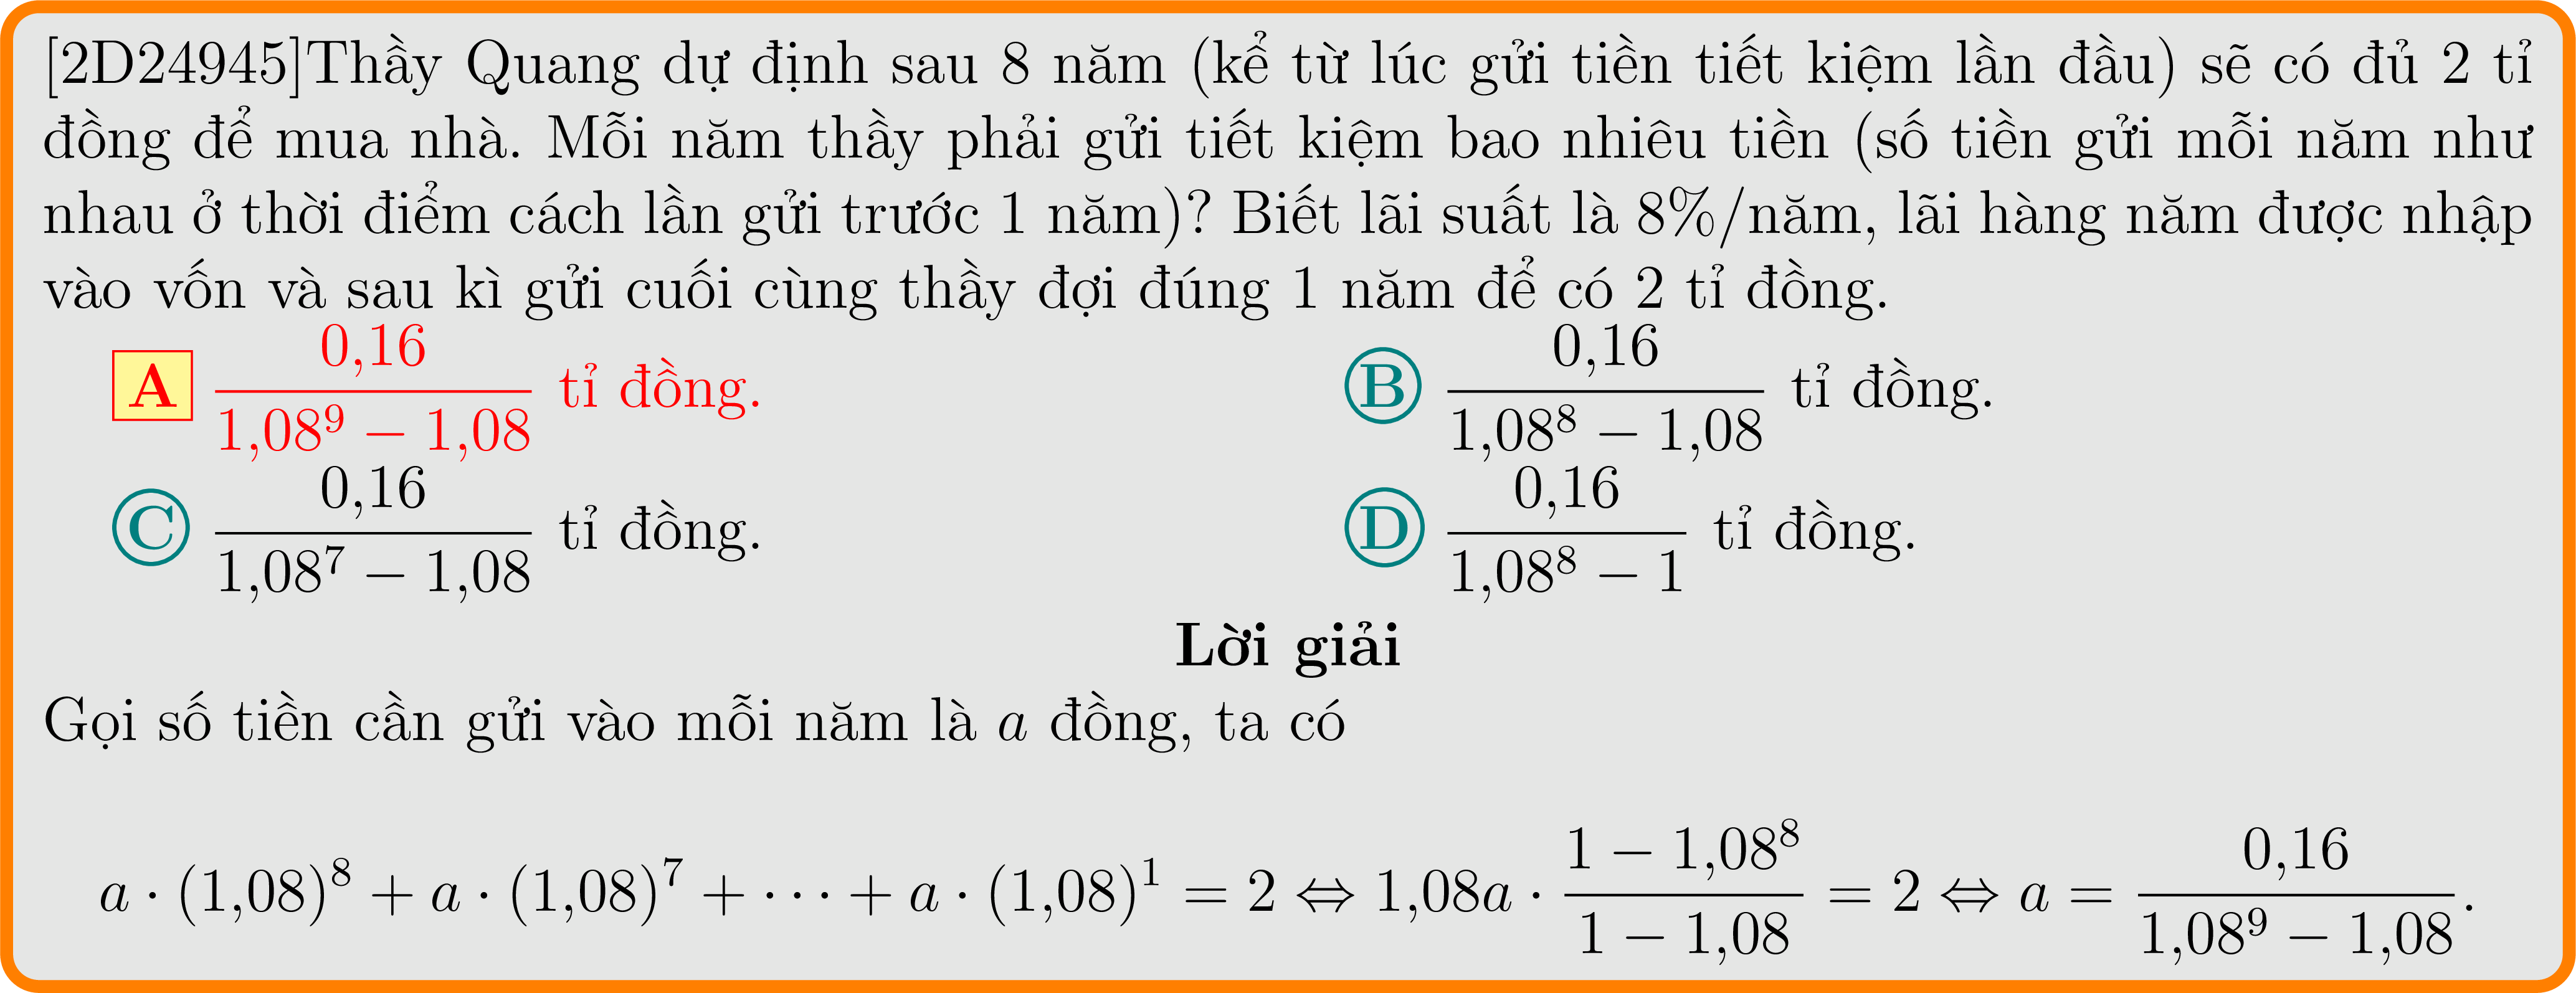 [2D24945]Thầy Quang dự định sau 8 năm (kể từ lúc gửi tiền tiết kiệm lần đầu) sẽ có đủ 2 tỉ
đồng để mua nhà. Mỗi năm thầy phải gửi tiết kiệm bao nhiêu tiền (số tiền gửi mỗi năm như
nhau ở thời điểm cách lần gửi trước 1 năm)? Biết lãi suất là 8%/năm, lãi hàng năm được nhập
vào vốn và sau kì gửi cuối cùng thầy đợi đúng 1 năm để có 2 tỉ đồng.
A $\frac{0{,}16}{1{,}08^9 - 1{,}08}$ tỉ đồng.
B $\frac{0{,}16}{1{,}08^8 - 1{,}08}$ tỉ đồng.
C $\frac{0{,}16}{1{,}08^7 - 1{,}08}$ tỉ đồng.
D $\frac{0{,}16}{1{,}08^8 - 1}$ tỉ đồng.
Lời giải
Gọi số tiền cần gửi vào mỗi năm là $a$ đồng, ta có
$a \cdot (1{,}08)^8 + a \cdot (1{,}08)^7 + \cdots + a \cdot (1{,}08)^1 = 2 \Leftrightarrow 1{,}08a \cdot \frac{1 - 1{,}08^8}{1 - 1{,}08} = 2 \Leftrightarrow a = \frac{0{,}16}{1{,}08^9 - 1{,}08}.$